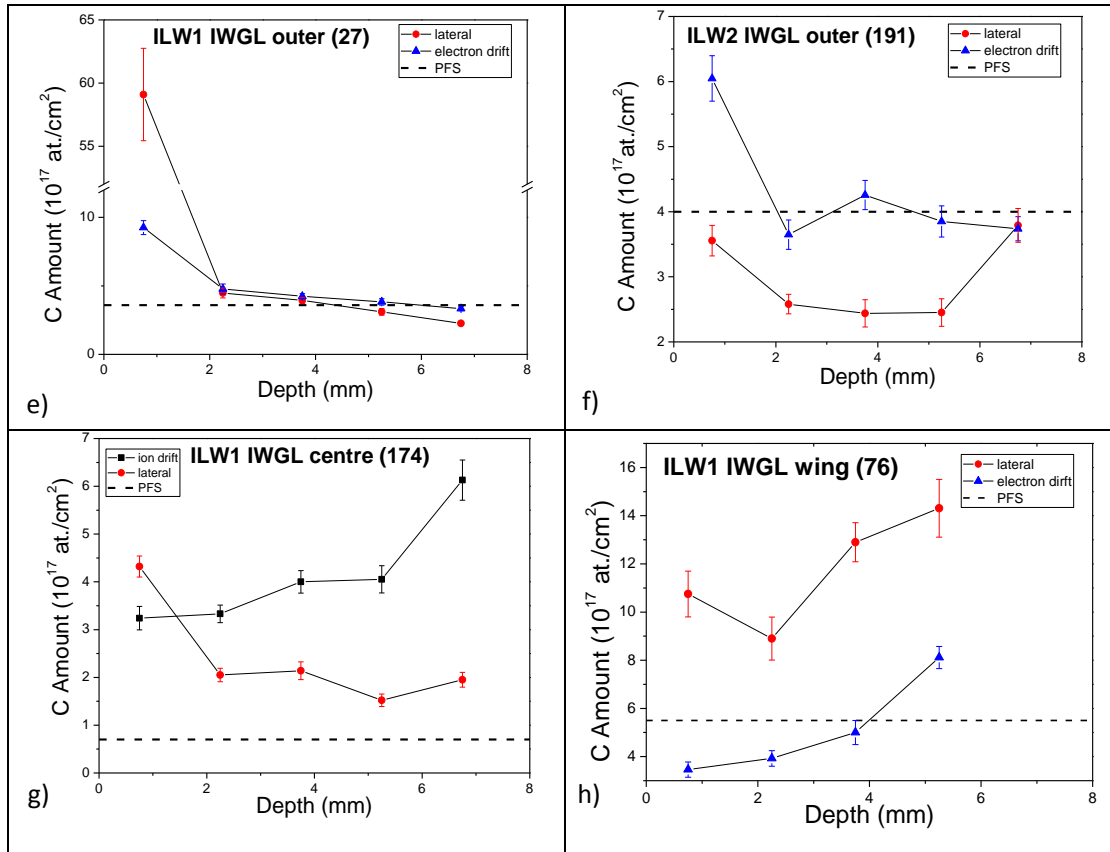 ILW1 IWGL outer (27)
lateral
electron drift
PFS
C Amount (10^17 at./cm^2)
65
60
55
10
0
0 2 4 6 8
Depth (mm)
e)
ILW2 IWGL outer (191)
lateral
electron drift
PFS
C Amount (10^17 at./cm^2)
7
6
5
4
3
2
0 2 4 6 8
Depth (mm)
f)
ILW1 IWGL centre (174)
ion drift
lateral
PFS
C Amount (10^17 at./cm^2)
7
6
5
4
3
2
1
0
0 2 4 6 8
Depth (mm)
g)
ILW1 IWGL wing (76)
lateral
electron dirft
PFS
C Amount (10^17 at./cm^2)
16
14
12
10
8
6
4
0 2 4 6 8
Depth (mm)
h)